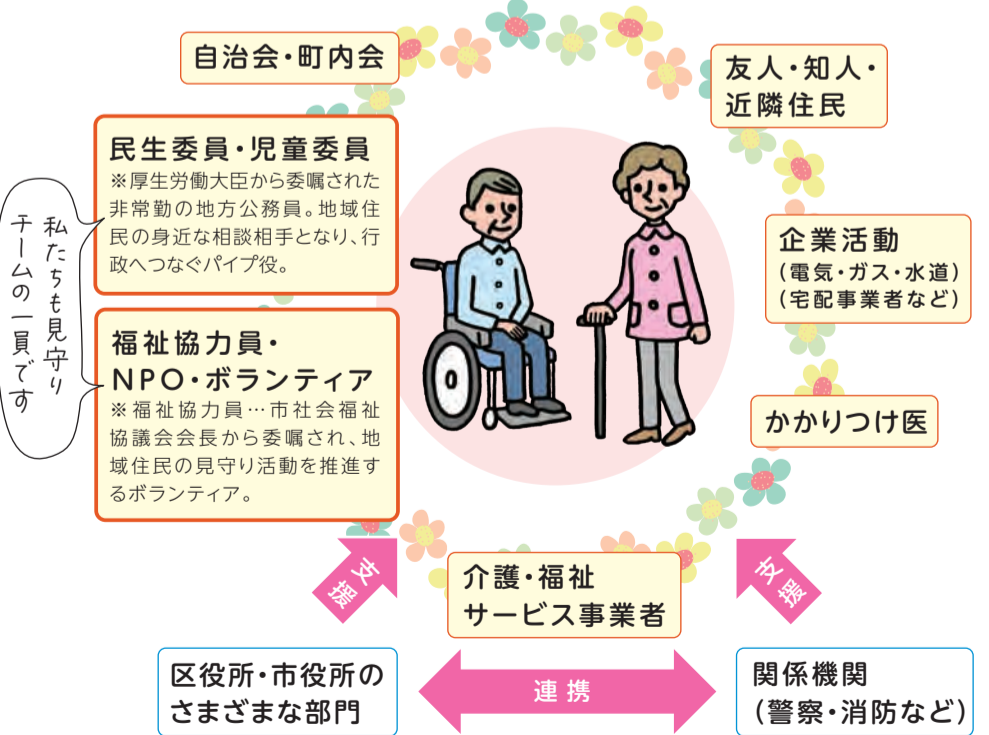 自治会・町内会
友人・知人・
近隣住民
民生委員・児童委員
※厚生労働大臣から委嘱された
非常勤の地方公務員。地域住
民の身近な相談相手となり、行
政へつなぐパイプ役。
私たちも見守り
チームの一員です
福祉協力員・
NPO・ボランティア
※福祉協力員…市社会福祉
協議会会長から委嘱され、地
域住民の見守り活動を推進す
るボランティア。
企業活動
(電気・ガス・水道)
(宅配事業者など)
かかりつけ医
介護・福祉
サービス事業者
支援
支援
区役所・市役所の
さまざまな部門
連携
関係機関
(警察・消防など)